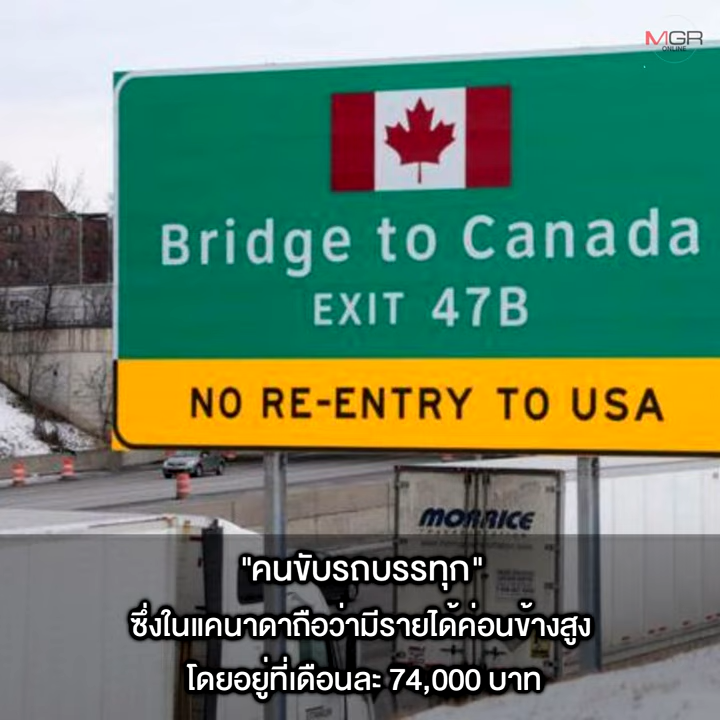 MGR
ONLINE
Bridge to Canada
EXIT 47B
NO RE-ENTRY TO USA
MORRICE
"คนขับรถบรรทุก"
ซึ่งในแคนาดาถือว่ามีรายได้ค่อนข้างสูง
โดยอยู่ที่เดือนละ 74,000 บาท